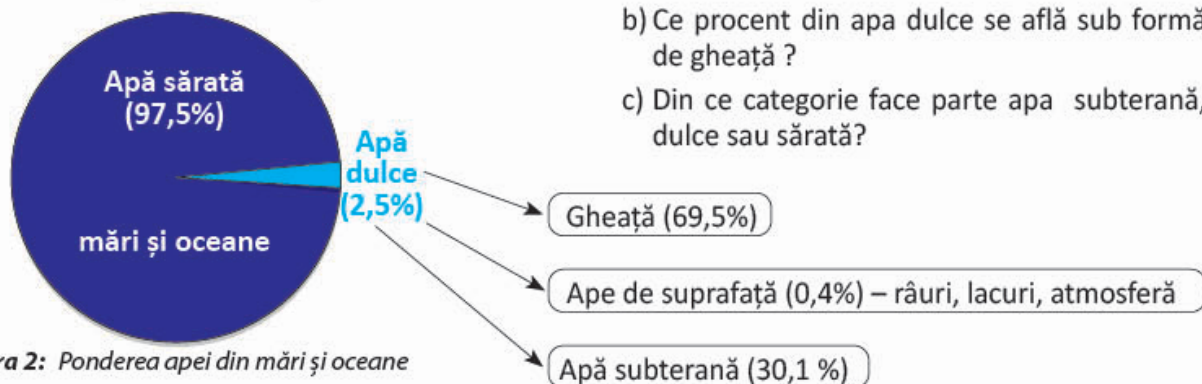 b) Ce procent din apa dulce se află sub formă
de gheață ?
c) Din ce categorie face parte apa subterană,
dulce sau sărată?
Apă sărată
(97,5%)
mări și oceane
Apă
dulce
(2,5%)
Gheață (69,5%)
Ape de suprafață (0,4%) – râuri, lacuri, atmosferă
Apă subterană (30,1 %)
2: Ponderea apei din mări și oceane